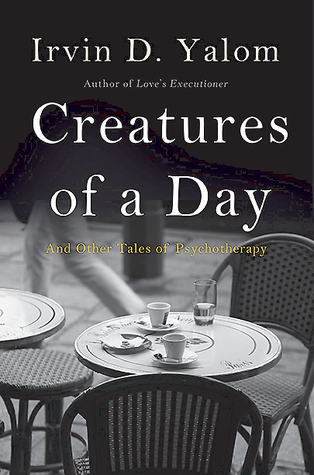 Irvin D. Yalom
Author of Love's Executioner
Creatures
of a Day
And Other Tales of Psychotherapy